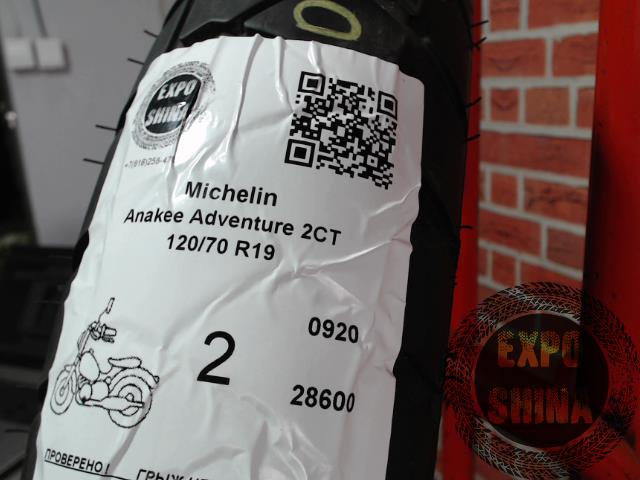 EXPO
SHINA
Michelin
Anakee Adventure 2CT
120/70 R19
2
0920
28600
ПРОВЕРЕНО!
EXPO
SHINA